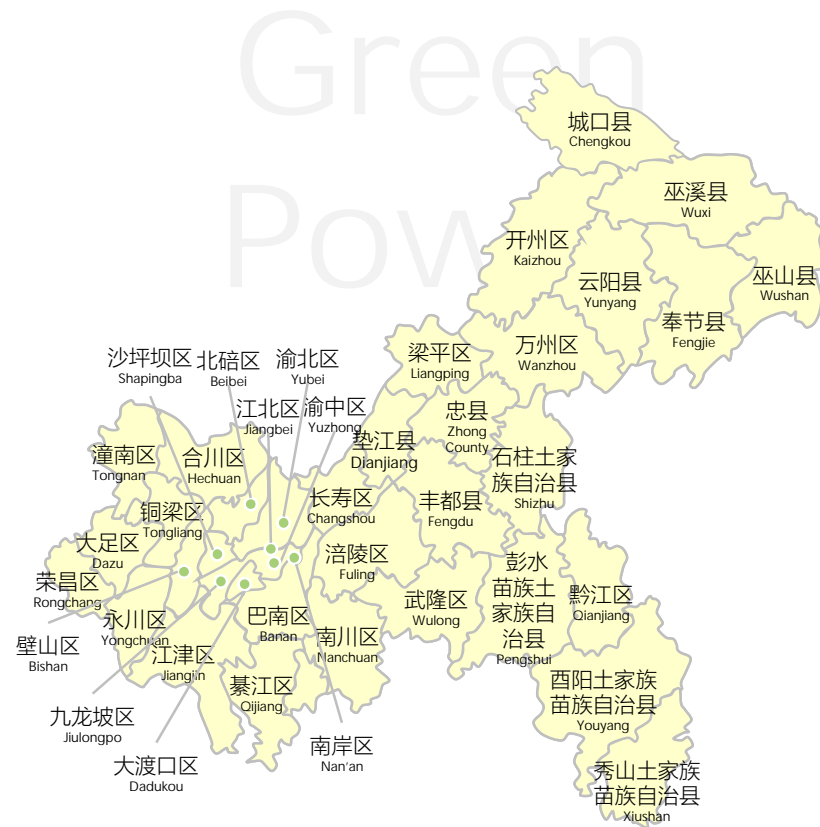 Green
Power
城口县
Chengkou
巫溪县
Wuxi
开州区
Kaizhou
云阳县
Yunyang
巫山县
Wushan
奉节县
Fengjie
梁平区
Liangping
万州区
Wanzhou
沙坪坝区
Shapingba
北碚区
Beibei
渝北区
Yubei
江北区
Jiangbei
渝中区
Yuzhong
忠县
Zhong
County
垫江县
Dianjiang
潼南区
Tongnan
合川区
Hechuan
石柱土家
族自治县
Shizhu
长寿区
Changshou
丰都县
Fengdu
铜梁区
Tongliang
大足区
Dazu
涪陵区
Fuling
荣昌区
Rongchang
武隆区
Wulong
彭水
苗族土
家族自
治县
Pengshui
黔江区
Qianjiang
永川区
Yongchuan
巴南区
Banan
南川区
Nanchuan
璧山区
Bishan
江津区
Jiangjin
綦江区
Qijiang
酉阳土家族
苗族自治县
Youyang
九龙坡区
Jiulongpo
南岸区
Nan'an
大渡口区
Dadukou
秀山土家族
苗族自治县
Xiushan